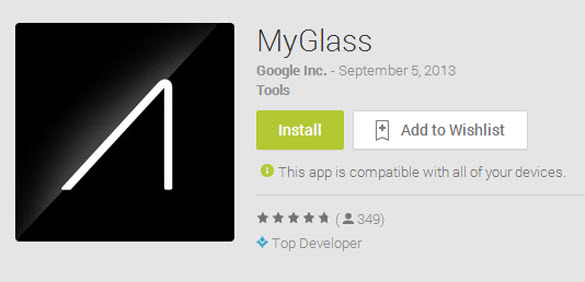 MyGlass
Google Inc. - September 5, 2013
Tools
Install
Add to Wishlist
This app is compatible with all of your devices.
(349)
Top Developer